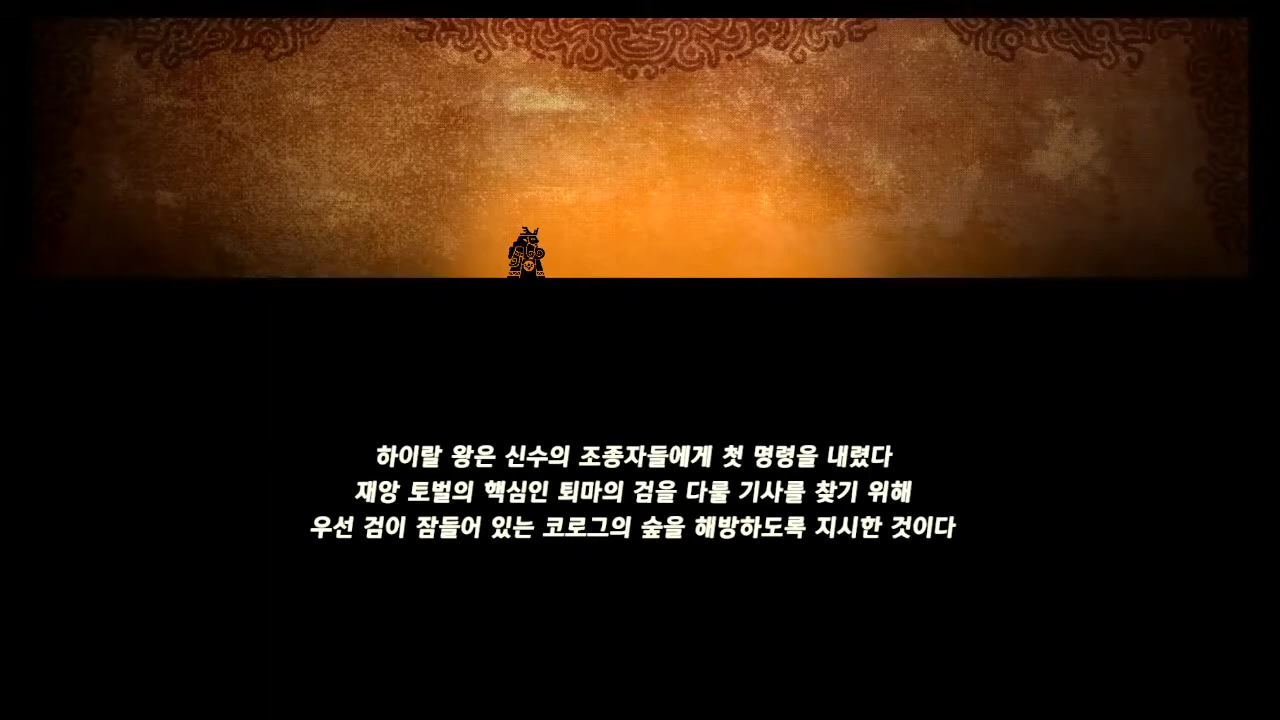 하이랄 왕은 신수의 조종자들에게 첫 명령을 내렸다
재앙 토벌의 핵심인 퇴마의 검을 다룰 기사를 찾기 위해
우선 검이 잠들어 있는 코로그의 숲을 해방하도록 지시한 것이다